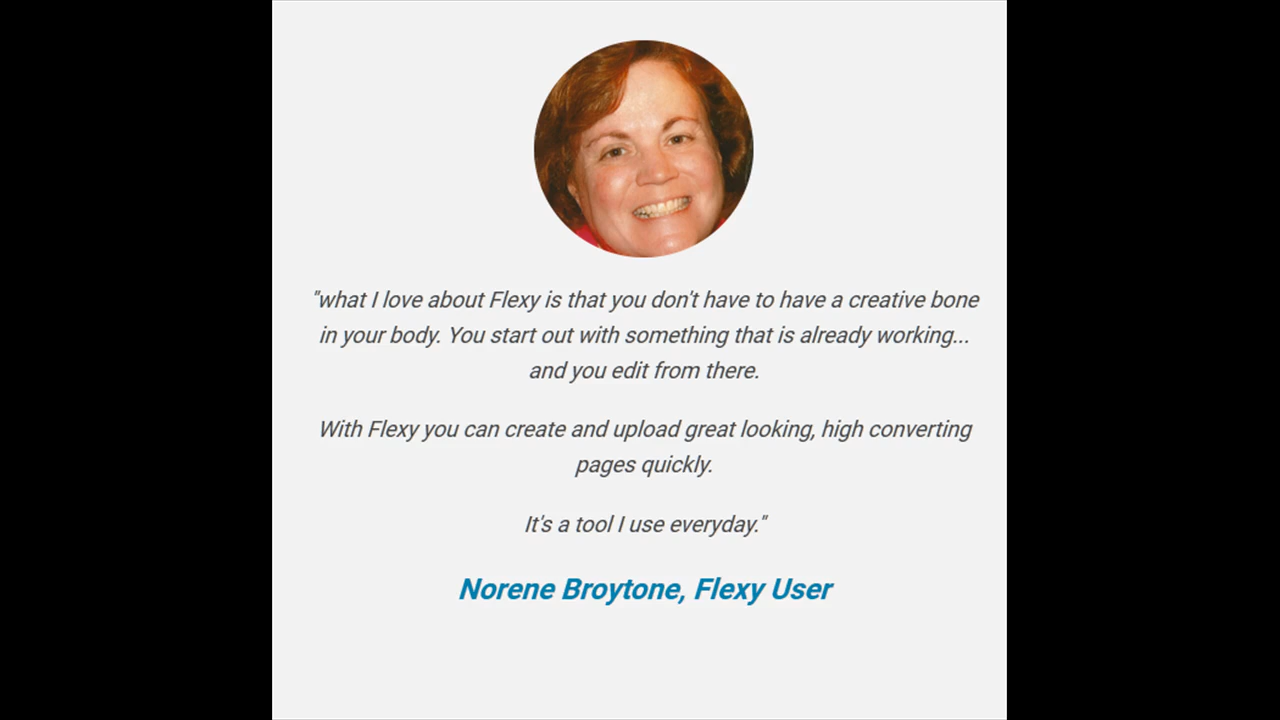 "what I love about Flexy is that you don't have to have a creative bone
in your body. You start out with something that is already working...
and you edit from there.
With Flexy you can create and upload great looking, high converting
pages quickly.
It's a tool I use everyday."
Norene Broytone, Flexy User